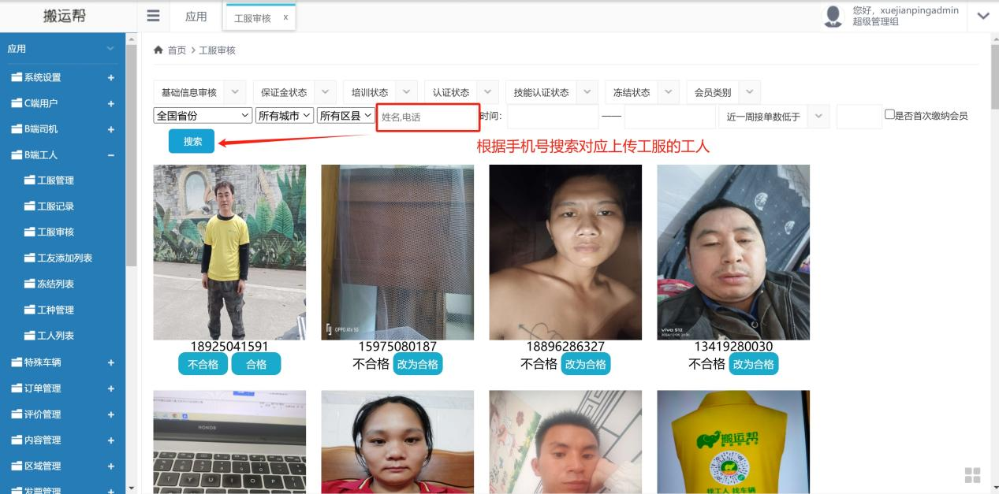 搬运帮
应用
工服审核 x
您好，xuejianpingadmin
超级管理组
应用
系统设置 +
C端用户 +
B端司机 +
B端工人 −
工服管理
工服记录
工服审核
工友添加列表
冻结列表
工种管理
工人列表
特殊车辆 +
订单管理 +
评价管理 +
内容管理 +
区域管理 +
发票管理 +
首页 > 工服审核
基础信息审核 保证金状态 培训状态 认证状态 技能认证状态 冻结状态 会员类别
全国省份 所有城市 所有区县 姓名,电话 时间: —— 近一周接单数低于 是否首次缴纳会员
搜索
根据手机号搜索对应上传工服的工人
OPPO A1x 5G
vivo S12
18925041591
不合格 合格
15975080187
不合格 改为合格
18896286327
不合格 改为合格
13419280030
不合格 改为合格
HONOR
搬运帮
找工人 找车辆